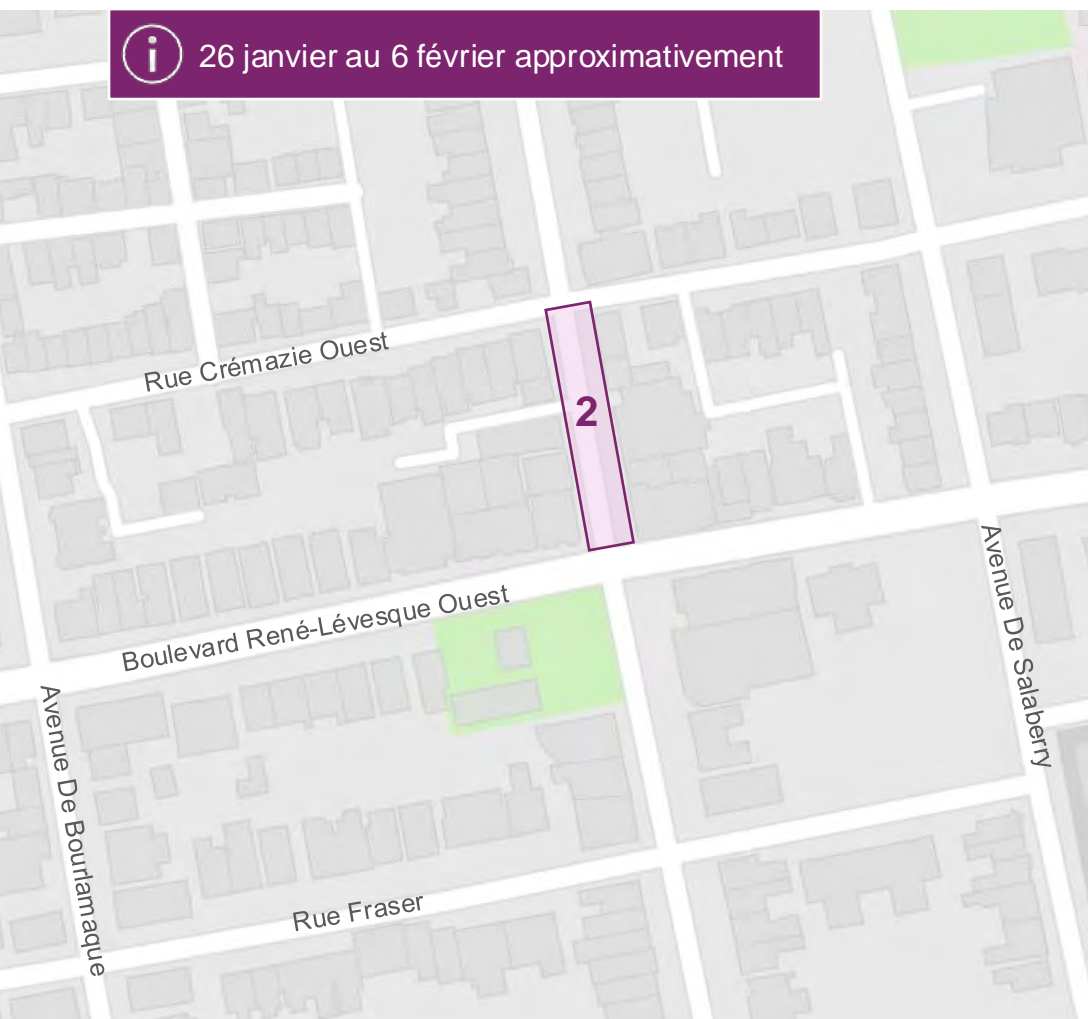 26 janvier au 6 février approximativement
Rue Crémazie Ouest
2
Boulevard René-Lévesque Ouest
Avenue De Salaberry
Avenue De Bourlamaque
Rue Fraser